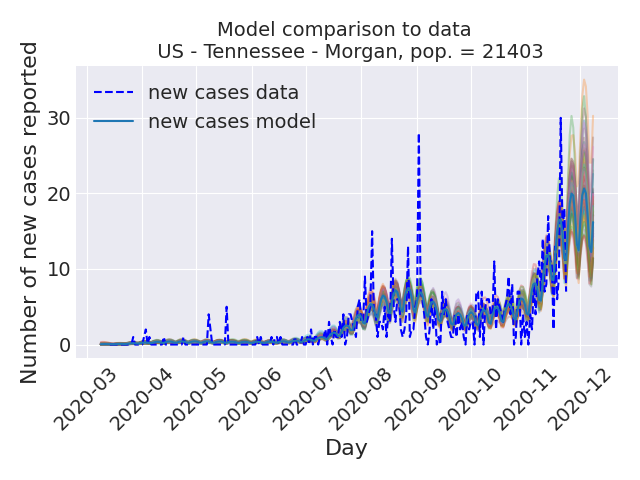 Model comparison to data
US - Tennessee - Morgan, pop. = 21403
Number of new cases reported
new cases data
new cases model
30
20
10
0
2020-03
2020-04
2020-05
2020-06
2020-07
2020-08
2020-09
2020-10
2020-11
2020-12
Day